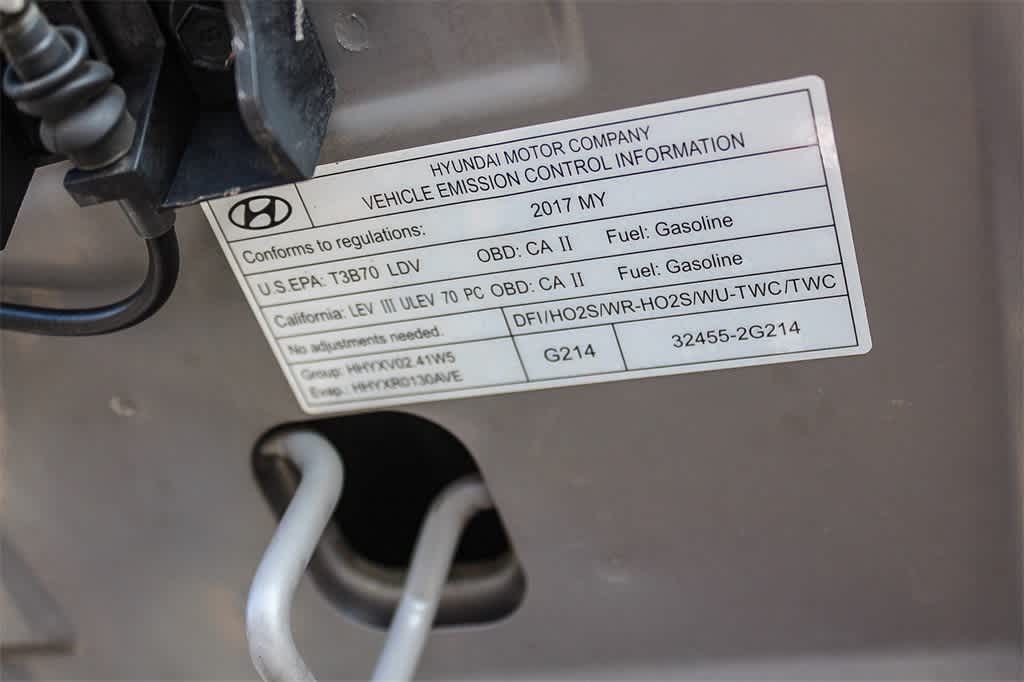 HYUNDAI MOTOR COMPANY
VEHICLE EMISSION CONTROL INFORMATION
Conforms to regulations: 2017 MY
U.S.EPA: T3B70 LDV OBD: CA II Fuel: Gasoline
California: LEV III ULEV 70 PC OBD: CA II Fuel: Gasoline
No adjustments needed. DFI/HO2S/WR-HO2S/WU-TWC/TWC
Group: HHYXV02.41W5
Evap.: HHYXR0130AVE
G214
32455-2G214